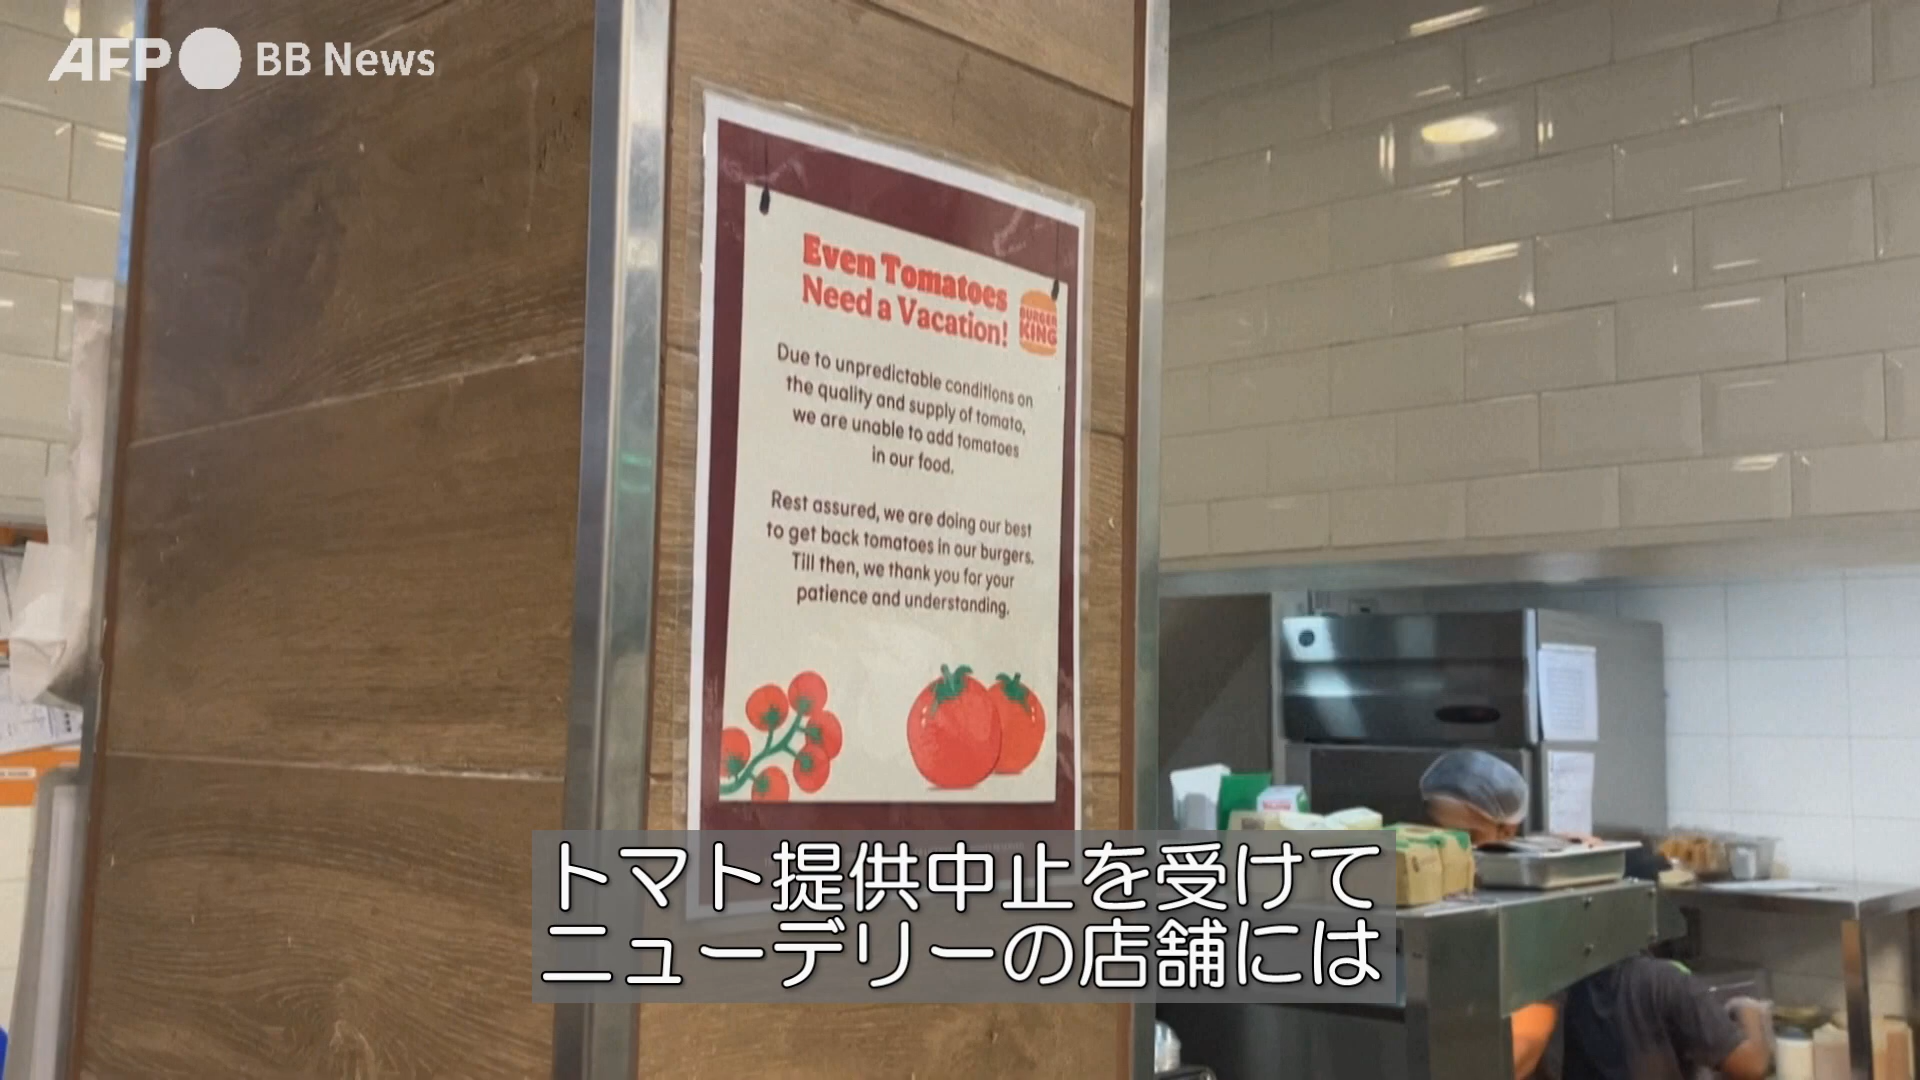 AFP BB News
Even Tomatoes
Need a Vacation!
BURGER
KING
Due to unpredictable conditions on
the quality and supply of tomato,
we are unable to add tomatoes
in our food.
Rest assured, we are doing our best
to get back tomatoes in our burgers.
Till then, we thank you for your
patience and understanding.
トマト提供中止を受けて
ニューデリーの店舗には